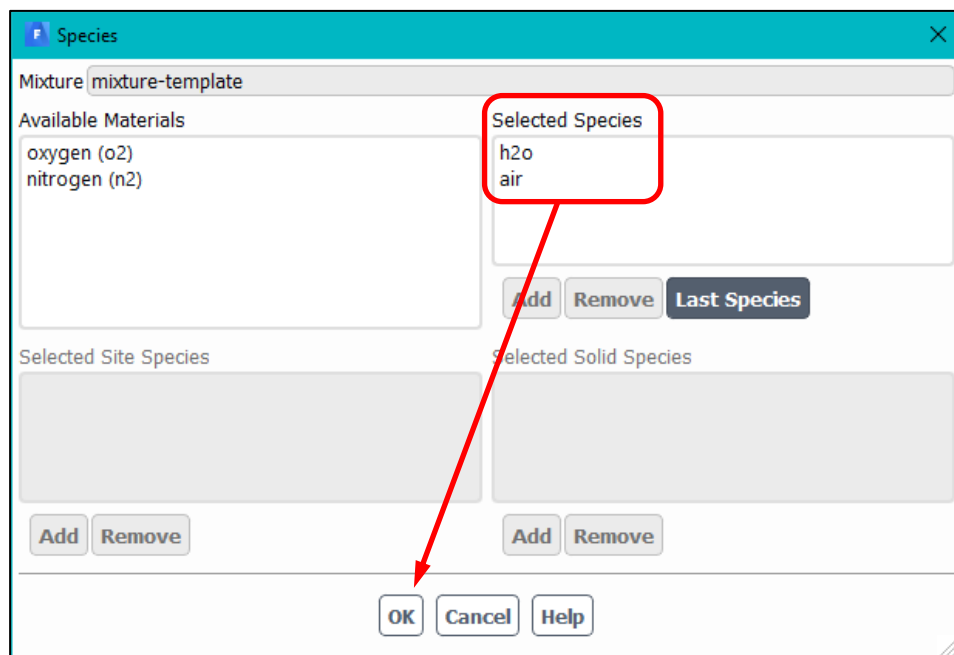 F Species
Mixture mixture-template
Available Materials
oxygen (o2)
nitrogen (n2)
Selected Species
h2o
air
Add Remove Last Species
Selected Site Species
Add Remove
Selected Solid Species
Add Remove
OK Cancel Help